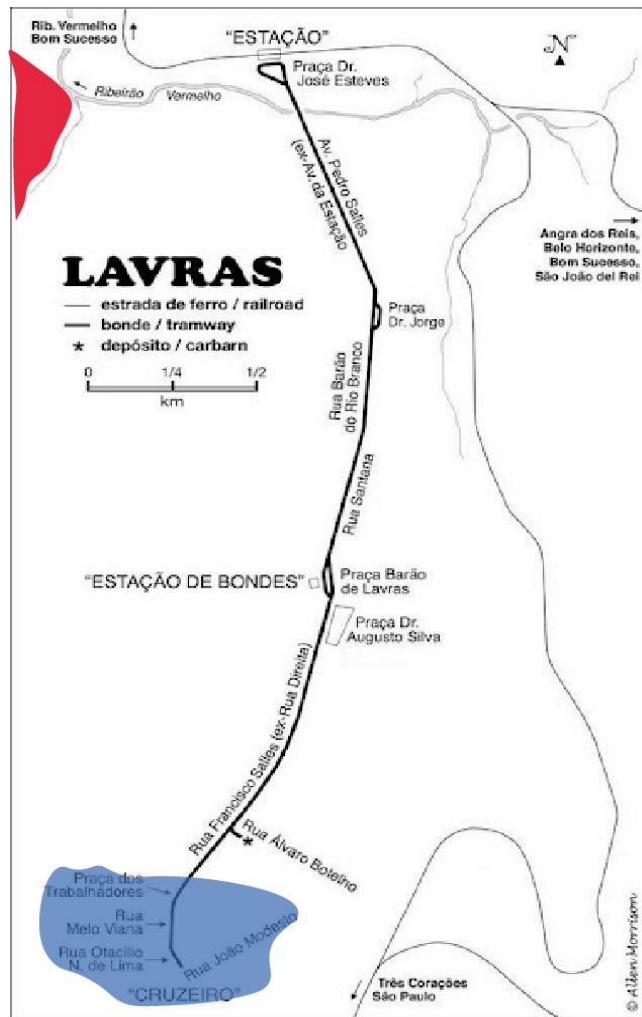 Rib. Vermelho
Bom Sucesso
"ESTAÇÃO"
N
Praça Dr.
José Esteves
Ribeirão Vermelho
Av. Pedro Salles
(ex-Av. da Estação)
Angra dos Reis,
Belo Horizonte,
Bom Sucesso,
São João del Rei
LAVRAS
estrada de ferro / railroad
bonde / tramway
* depósito / carbarn
0 1/4 1/2
km
Praça
Dr. Jorge
Rua Barão
do Rio Branco
Rua Santana
"ESTAÇÃO DE BONDES"
Praça Barão
de Lavras
Praça Dr.
Augusto Silva
Rua Francisco Salles (ex-Rua Direita)
Rua Álvaro Botelho
*
Praça dos
Trabalhadores
Rua
Melo Viana
Rua Otacílio
N. de Lima
Rua João Modesto
"CRUZEIRO"
Três Corações
São Paulo
© Allen Morrison